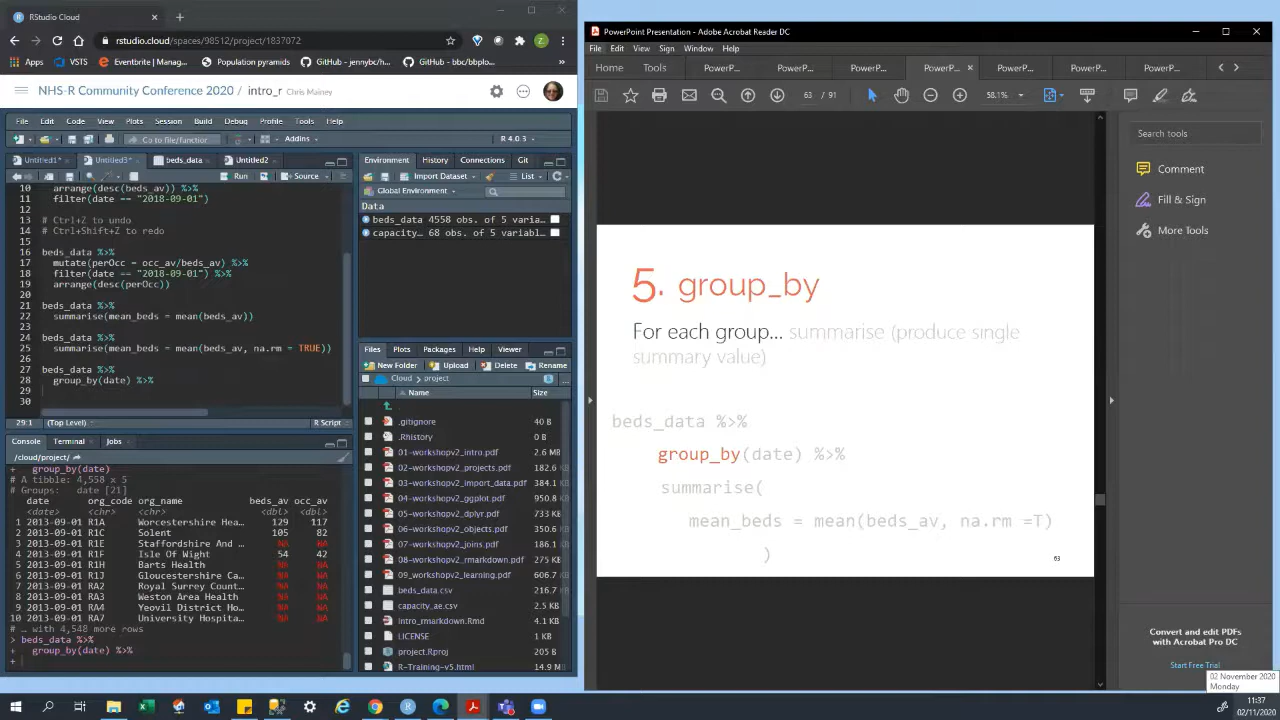 RStudio Cloud
rstudio.cloud/spaces/98512/project/1837072
Apps VSTS Eventbrite | Manag... Population pyramids GitHub - jennybc/h... GitHub - cc/bbplo... »
NHS-R Community Conference 2020 / intro_r Chris Mainey
File Edit Code View Plots Session Build Debug Profile Tools Help
Go to file/function Addins R 4.0.3
Untitled1* Untitled3* beds_data Untitled2
Run Source
10 arrange(desc(beds_av)) %>%
11 filter(date == "2018-09-01")
12
13 # Ctrl+Z to undo
14 # Ctrl+Shift+Z to redo
15
16 beds_data %>%
17 mutate(perOcc = occ_av/beds_av) %>%
18 filter(date == "2018-09-01") %>%
19 arrange(desc(perOcc))
20
21 beds_data %>%
22 summarise(mean_beds = mean(beds_av))
23
24 beds_data %>%
25 summarise(mean_beds = mean(beds_av, na.rm = TRUE))
26
27 beds_data %>%
28 group_by(date) %>%
29
30
29:1 (Top Level) R Script
Console Terminal Jobs
/cloud/project/
+ group_by(date)
# A tibble: 4,558 x 5
# Groups: date [21]
date org_code org_name beds_av occ_av
<date> <chr> <chr> <dbl> <dbl>
1 2013-09-01 R1A Worcestershire Hea... 129 117
2 2013-09-01 R1C Solent 105 82
3 2013-09-01 R1E Staffordshire And ... NA NA
4 2013-09-01 R1F Isle Of Wight 54 42
5 2013-09-01 R1H Barts Health NA NA
6 2013-09-01 R1J Gloucestershire Ca... NA NA
7 2013-09-01 RA2 Royal Surrey Count... NA NA
8 2013-09-01 RA3 Weston Area Health NA NA
9 2013-09-01 RA4 Yeovil District Ho... NA NA
10 2013-09-01 RA7 University Hospita... NA NA
# … with 4,548 more rows
> beds_data %>%
+ group_by(date) %>%
+
Environment History Connections Git
Import Dataset List
Global Environment
Data
beds_data 4558 obs. of 5 varia...
capacity... 68 obs. of 5 variabl...
Files Plots Packages Help Viewer
New Folder Upload Delete Rename
Cloud > project
Name Size
..
.gitignore 40 B
.Rhistory 0 B
01-workshopv2_intro.pdf 2.6 MB
02-workshopv2_projects.pdf 182.6
03-workshopv2_import_data.pdf 384.1
04-workshopv2_ggplot.pdf 950.8
05-workshopv2_dplyr.pdf 733.6
06-workshopv2_objects.pdf 350.6
07-workshopv2_joins.pdf 186.1
08-workshopv2_rmarkdown.pdf 275 KB
09_workshopv2_learning.pdf 606.7
beds_data.csv 216.7
capacity_ae.csv 2.5 KB
intro_markdown.Rmd 1 KB
LICENSE 1 KB
project.Rproj 205 B
R-Training-v5.html 14.9 M
PowerPoint Presentation - Adobe Acrobat Reader DC
File Edit View Sign Window Help
Home Tools PowerP... PowerP... PowerP... PowerP... PowerP... PowerP... PowerP...
63 / 91 58.1%
5. group_by
For each group... summarise (produce single
summary value)
beds_data %>%
group_by(date) %>%
summarise(
mean_beds = mean(beds_av, na.rm =T)
)
63
Search tools
Comment
Fill & Sign
More Tools
Convert and edit PDFs
with Acrobat Pro DC
Start Free Trial
02 November 2020
Monday
11:37
02/11/2020